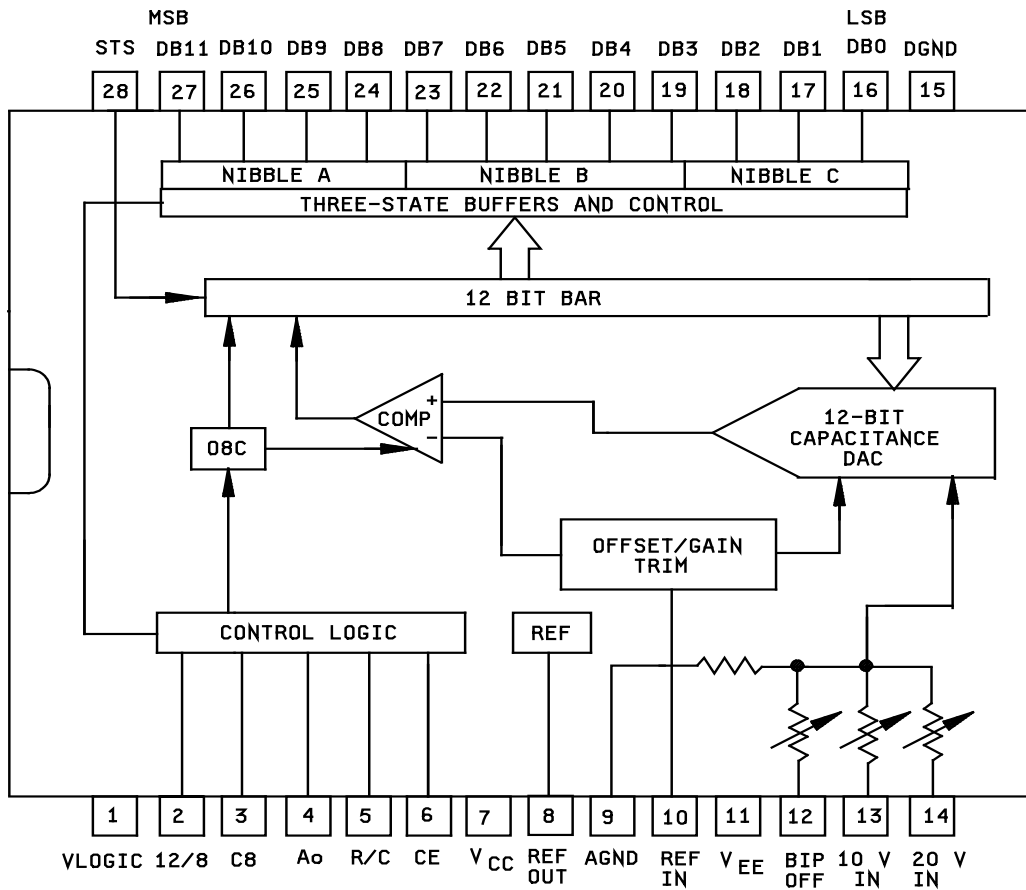 MSB LSB
STS DB11 DB10 DB9 DB8 DB7 DB6 DB5 DB4 DB3 DB2 DB1 DB0 DGND
28 27 26 25 24 23 22 21 20 19 18 17 16 15
NIBBLE A NIBBLE B NIBBLE C
THREE-STATE BUFFERS AND CONTROL
12 BIT BAR
COMP
+
−
12-BIT
CAPACITANCE
DAC
08C
OFFSET/GAIN
TRIM
CONTROL LOGIC
REF
1 2 3 4 5 6 7 8 9 10 11 12 13 14
VLOGIC 12/8 C8 Ao R/C CE VCC REF AGND REF VEE BIP 10 V 20 V
OUT IN OFF IN IN